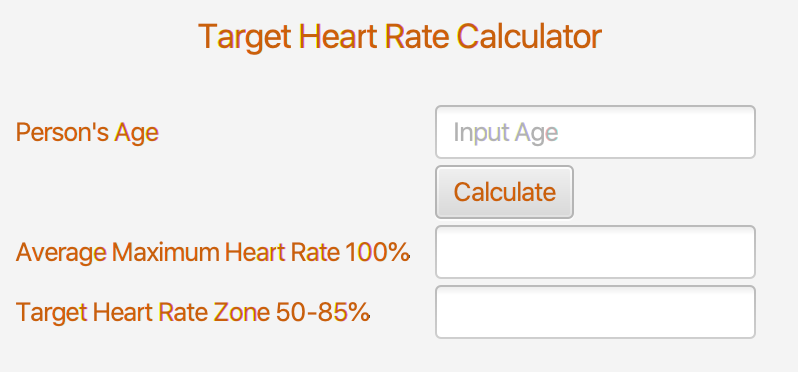 Target Heart Rate Calculator
Person's Age
Input Age
Calculate
Average Maximum Heart Rate 100%
Target Heart Rate Zone 50-85%